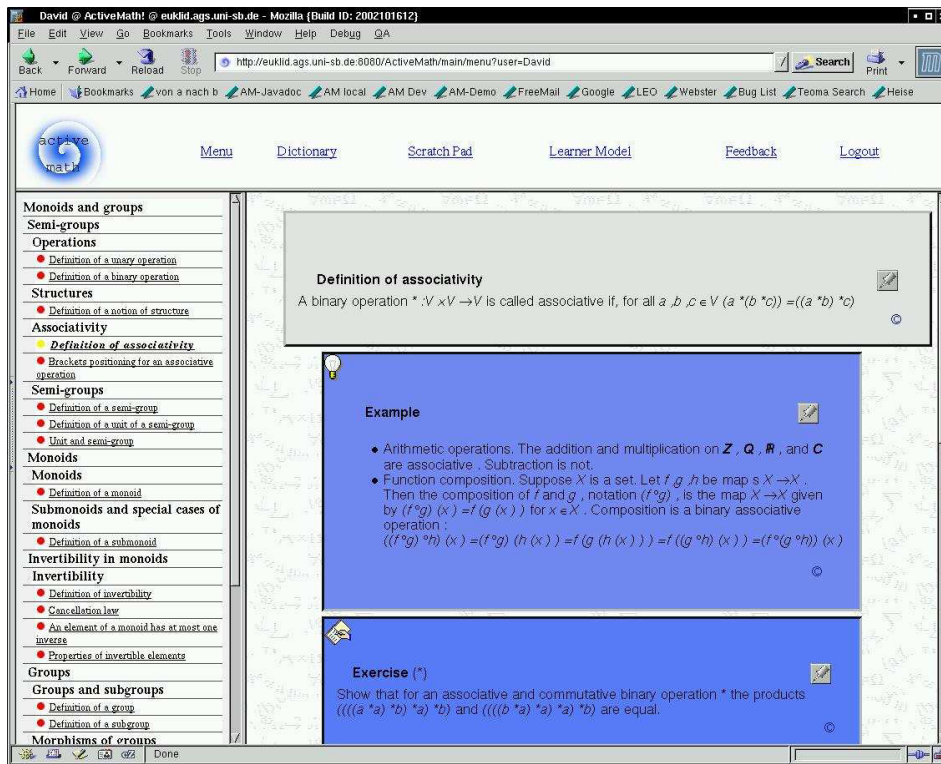 David @ ActiveMath! @ euklid.ags.uni-sb.de - Mozilla {Build ID: 2002101612}
File Edit View Go Bookmarks Tools Window Help Debug QA
Back Forward Reload Stop http://euklid.ags.uni-sb.de:8080/ActiveMath/main/menu?user=David Search Print
Home Bookmarks von a nach b AM-Javadoc AM local AM Dev AM-Demo FreeMail Google LEO Webster Bug List Teoma Search Heise
active math
Menu Dictionary Scratch Pad Learner Model Feedback Logout
Monoids and groups
Semi-groups
Operations
Definition of a unary operation
Definition of a binary operation
Structures
Definition of a notion of structure
Associativity
Definition of associativity
Brackets positioning for an associative
operation
Semi-groups
Definition of a semi-group
Definition of a unit of a semi-group
Unit and semi-group
Monoids
Monoids
Definition of a monoid
Submonoids and special cases of
monoids
Definition of a submonoid
Invertibility in monoids
Invertibility
Definition of invertibility
Cancellation law
An element of a monoid has at most one
inverse
Properties of invertible elements
Groups
Groups and subgroups
Definition of a group
Definition of a subgroup
Morphisms of groups
Definition of associativity
A binary operation * :V ×V →V is called associative if, for all a ,b ,c ∈ V (a *(b *c)) =((a *b) *c)
©
Example
• Arithmetic operations. The addition and multiplication on Z , Q , R , and C
are associative . Subtraction is not.
• Function composition. Suppose X is a set. Let f ,g ,h be map s X →X .
Then the composition of f and g , notation (f °g) , is the map X →X given
by (f °g) (x ) =f (g (x ) ) for x ∈ X . Composition is a binary associative
operation :
((f °g) °h) (x ) =(f °g) (h (x ) ) =f (g (h (x ) ) ) =f ((g °h) (x ) ) =(f °(g °h)) (x )
©
Exercise (*)
Show that for an associative and commutative binary operation * the products
((((a *a) *b) *a) *b) and ((((b *a) *a) *a) *b) are equal.
©
Done